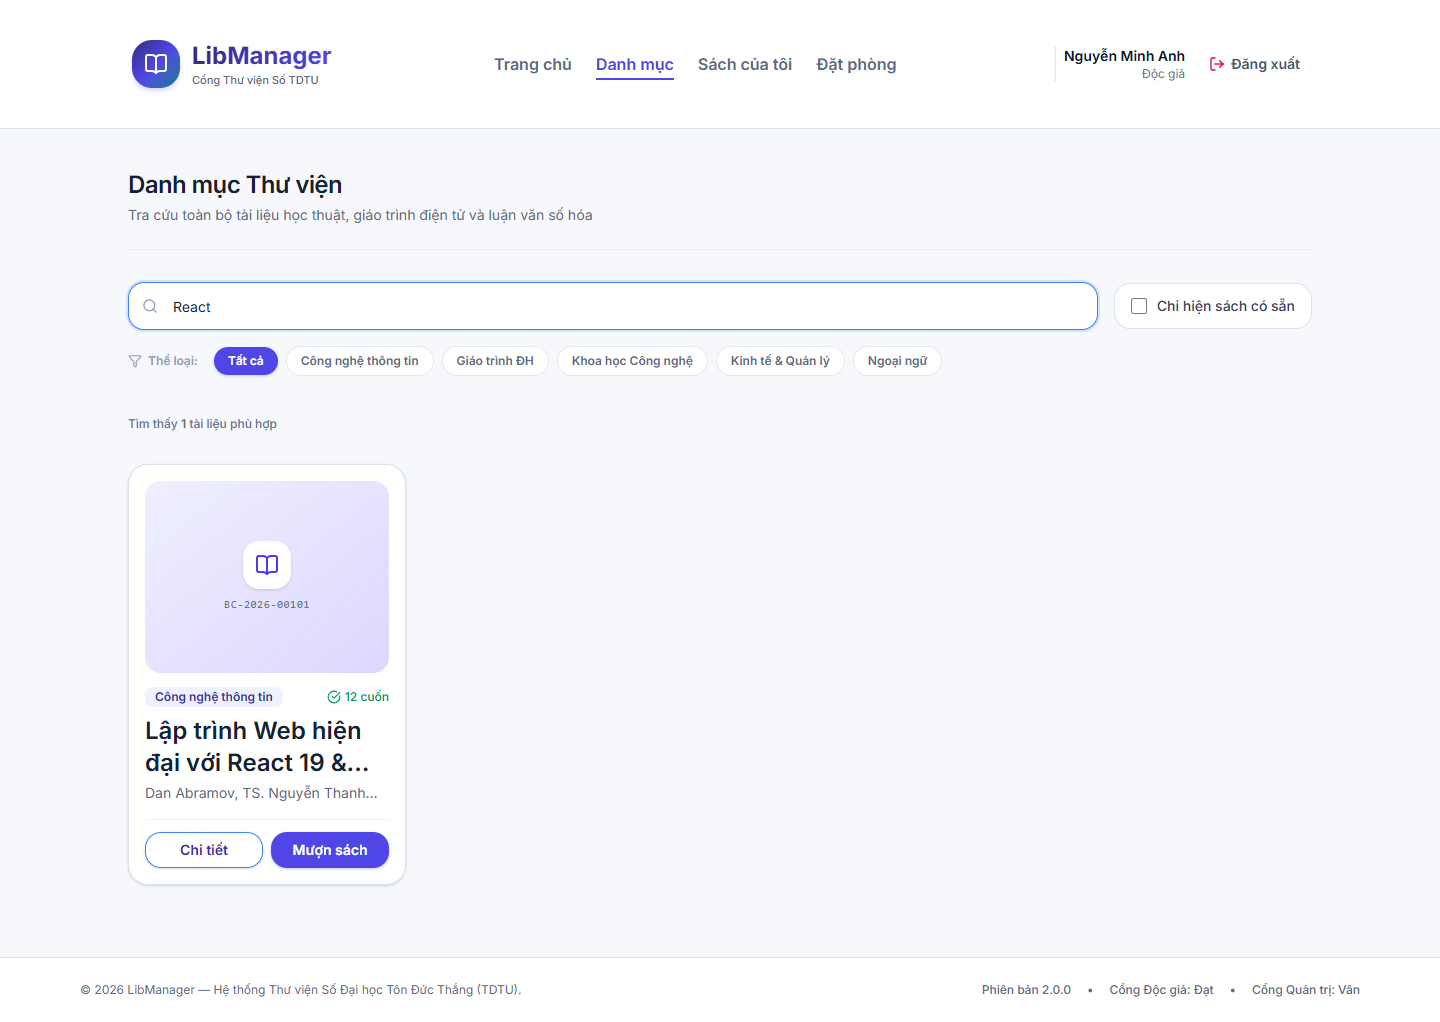 LibManager
Cổng Thư viện Số TDTU
Trang chủ
Danh mục
Sách của tôi
Đặt phòng
Nguyễn Minh Anh
Độc giả
Đăng xuất
Danh mục Thư viện
Tra cứu toàn bộ tài liệu học thuật, giáo trình điện tử và luận văn số hóa
React
Chỉ hiện sách có sẵn
Thể loại:
Tất cả
Công nghệ thông tin
Giáo trình ĐH
Khoa học Công nghệ
Kinh tế & Quản lý
Ngoại ngữ
Tìm thấy 1 tài liệu phù hợp
BC-2026-00101
Công nghệ thông tin
12 cuốn
Lập trình Web hiện
đại với React 19 &...
Dan Abramov, TS. Nguyễn Thanh...
Chi tiết
Mượn sách
© 2026 LibManager — Hệ thống Thư viện Số Đại học Tôn Đức Thắng (TDTU).
Phiên bản 2.0.0 • Cổng Độc giả: Đạt • Cổng Quản trị: Vân